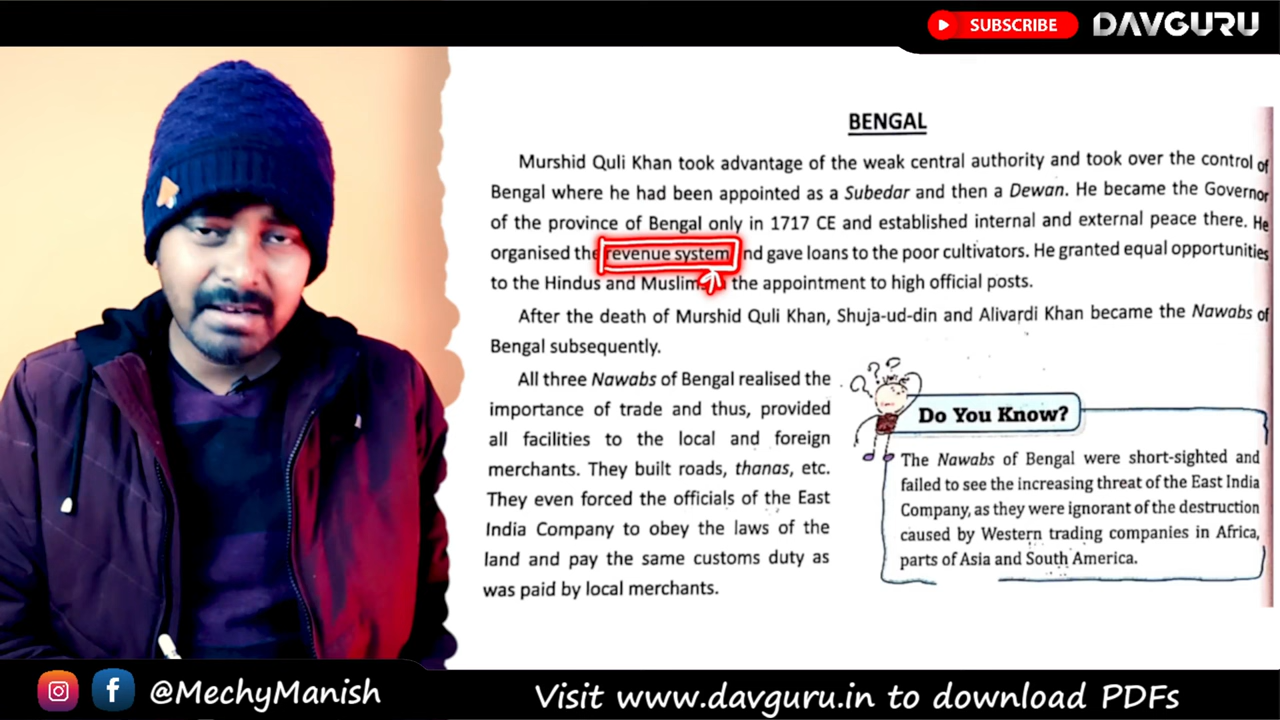 SUBSCRIBE DAVGURU
BENGAL
Murshid Quli Khan took advantage of the weak central authority and took over the control of
Bengal where he had been appointed as a Subedar and then a Dewan. He became the Governor
of the province of Bengal only in 1717 CE and established internal and external peace there. He
organised the revenue system nd gave loans to the poor cultivators. He granted equal opportunities
to the Hindus and Muslim the appointment to high official posts.
After the death of Murshid Quli Khan, Shuja-ud-din and Alivardi Khan became the Nawabs of
Bengal subsequently.
All three Nawabs of Bengal realised the
importance of trade and thus, provided
all facilities to the local and foreign
merchants. They built roads, thanas, etc.
They even forced the officials of the East
India Company to obey the laws of the
land and pay the same customs duty as
was paid by local merchants.
? ? ?
Do You Know?
The Nawabs of Bengal were short-sighted and
failed to see the increasing threat of the East India
Company, as they were ignorant of the destruction
caused by Western trading companies in Africa,
parts of Asia and South America.
@MechyManish Visit www.davguru.in to download PDFs